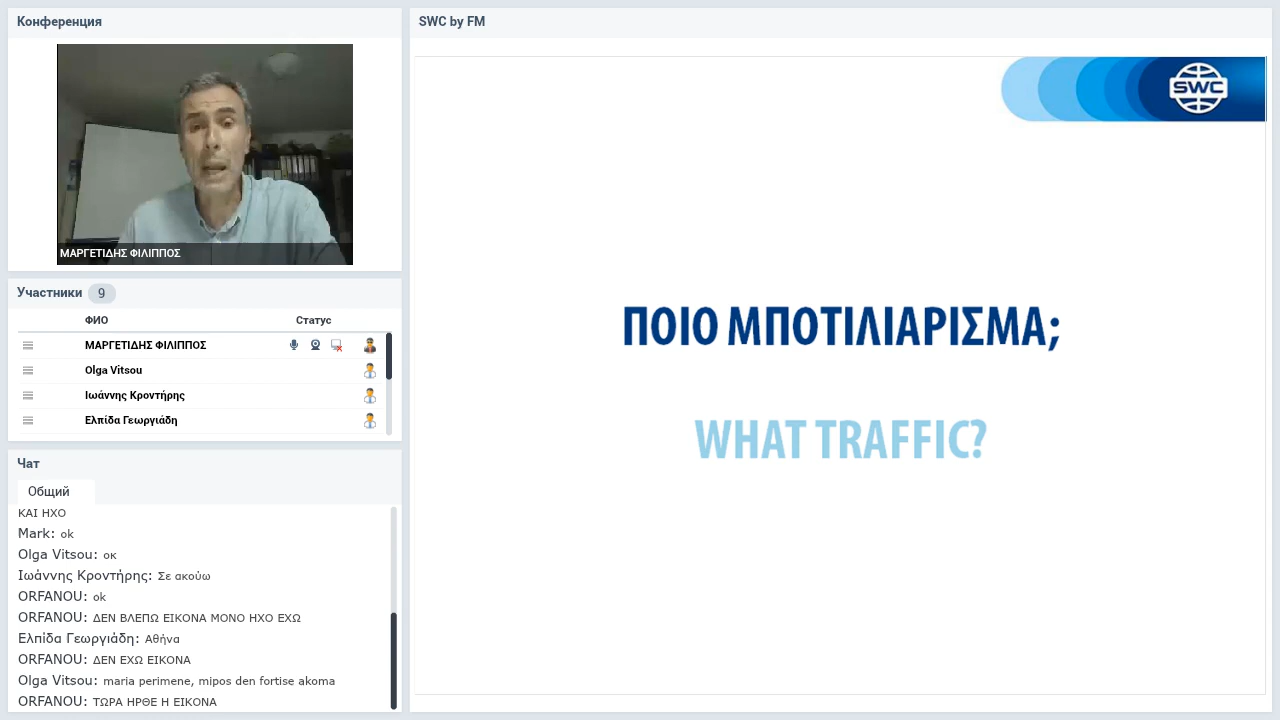 Конференция
ΜΑΡΓΕΤΙΔΗΣ ΦΙΛΙΠΠΟΣ
Участники 9
ФИО Статус
ΜΑΡΓΕΤΙΔΗΣ ΦΙΛΙΠΠΟΣ
Olga Vitsou
Ιωάννης Κροντήρης
Ελπίδα Γεωργιάδη
Чат
Общий
ΚΑΙ ΗΧΟ
Mark: ok
Olga Vitsou: οκ
Ιωάννης Κροντήρης: Σε ακούω
ORFANOU: ok
ORFANOU: ΔΕΝ ΒΛΕΠΩ ΕΙΚΟΝΑ ΜΟΝΟ ΗΧΟ ΕΧΩ
Ελπίδα Γεωργιάδη: Αθήνα
ORFANOU: ΔΕΝ ΕΧΩ ΕΙΚΟΝΑ
Olga Vitsou: maria perimene, mipos den fortise akoma
ORFANOU: ΤΩΡΑ ΗΡΘΕ Η ΕΙΚΟΝΑ
SWC by FM
SWC
ΠΟΙΟ ΜΠΟΤΙΛΙΑΡΙΣΜΑ;
WHAT TRAFFIC?